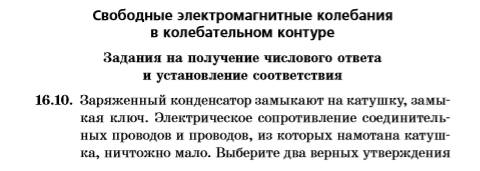 Свободные электромагнитные колебания
в колебательном контуре
Задания на получение числового ответа
и установление соответствия
16.10. Заряженный конденсатор замыкают на катушку, замы-
кая ключ. Электрическое сопротивление соединитель-
ных проводов и проводов, из которых намотана катуш-
ка, ничтожно мало. Выберите два верных утверждения